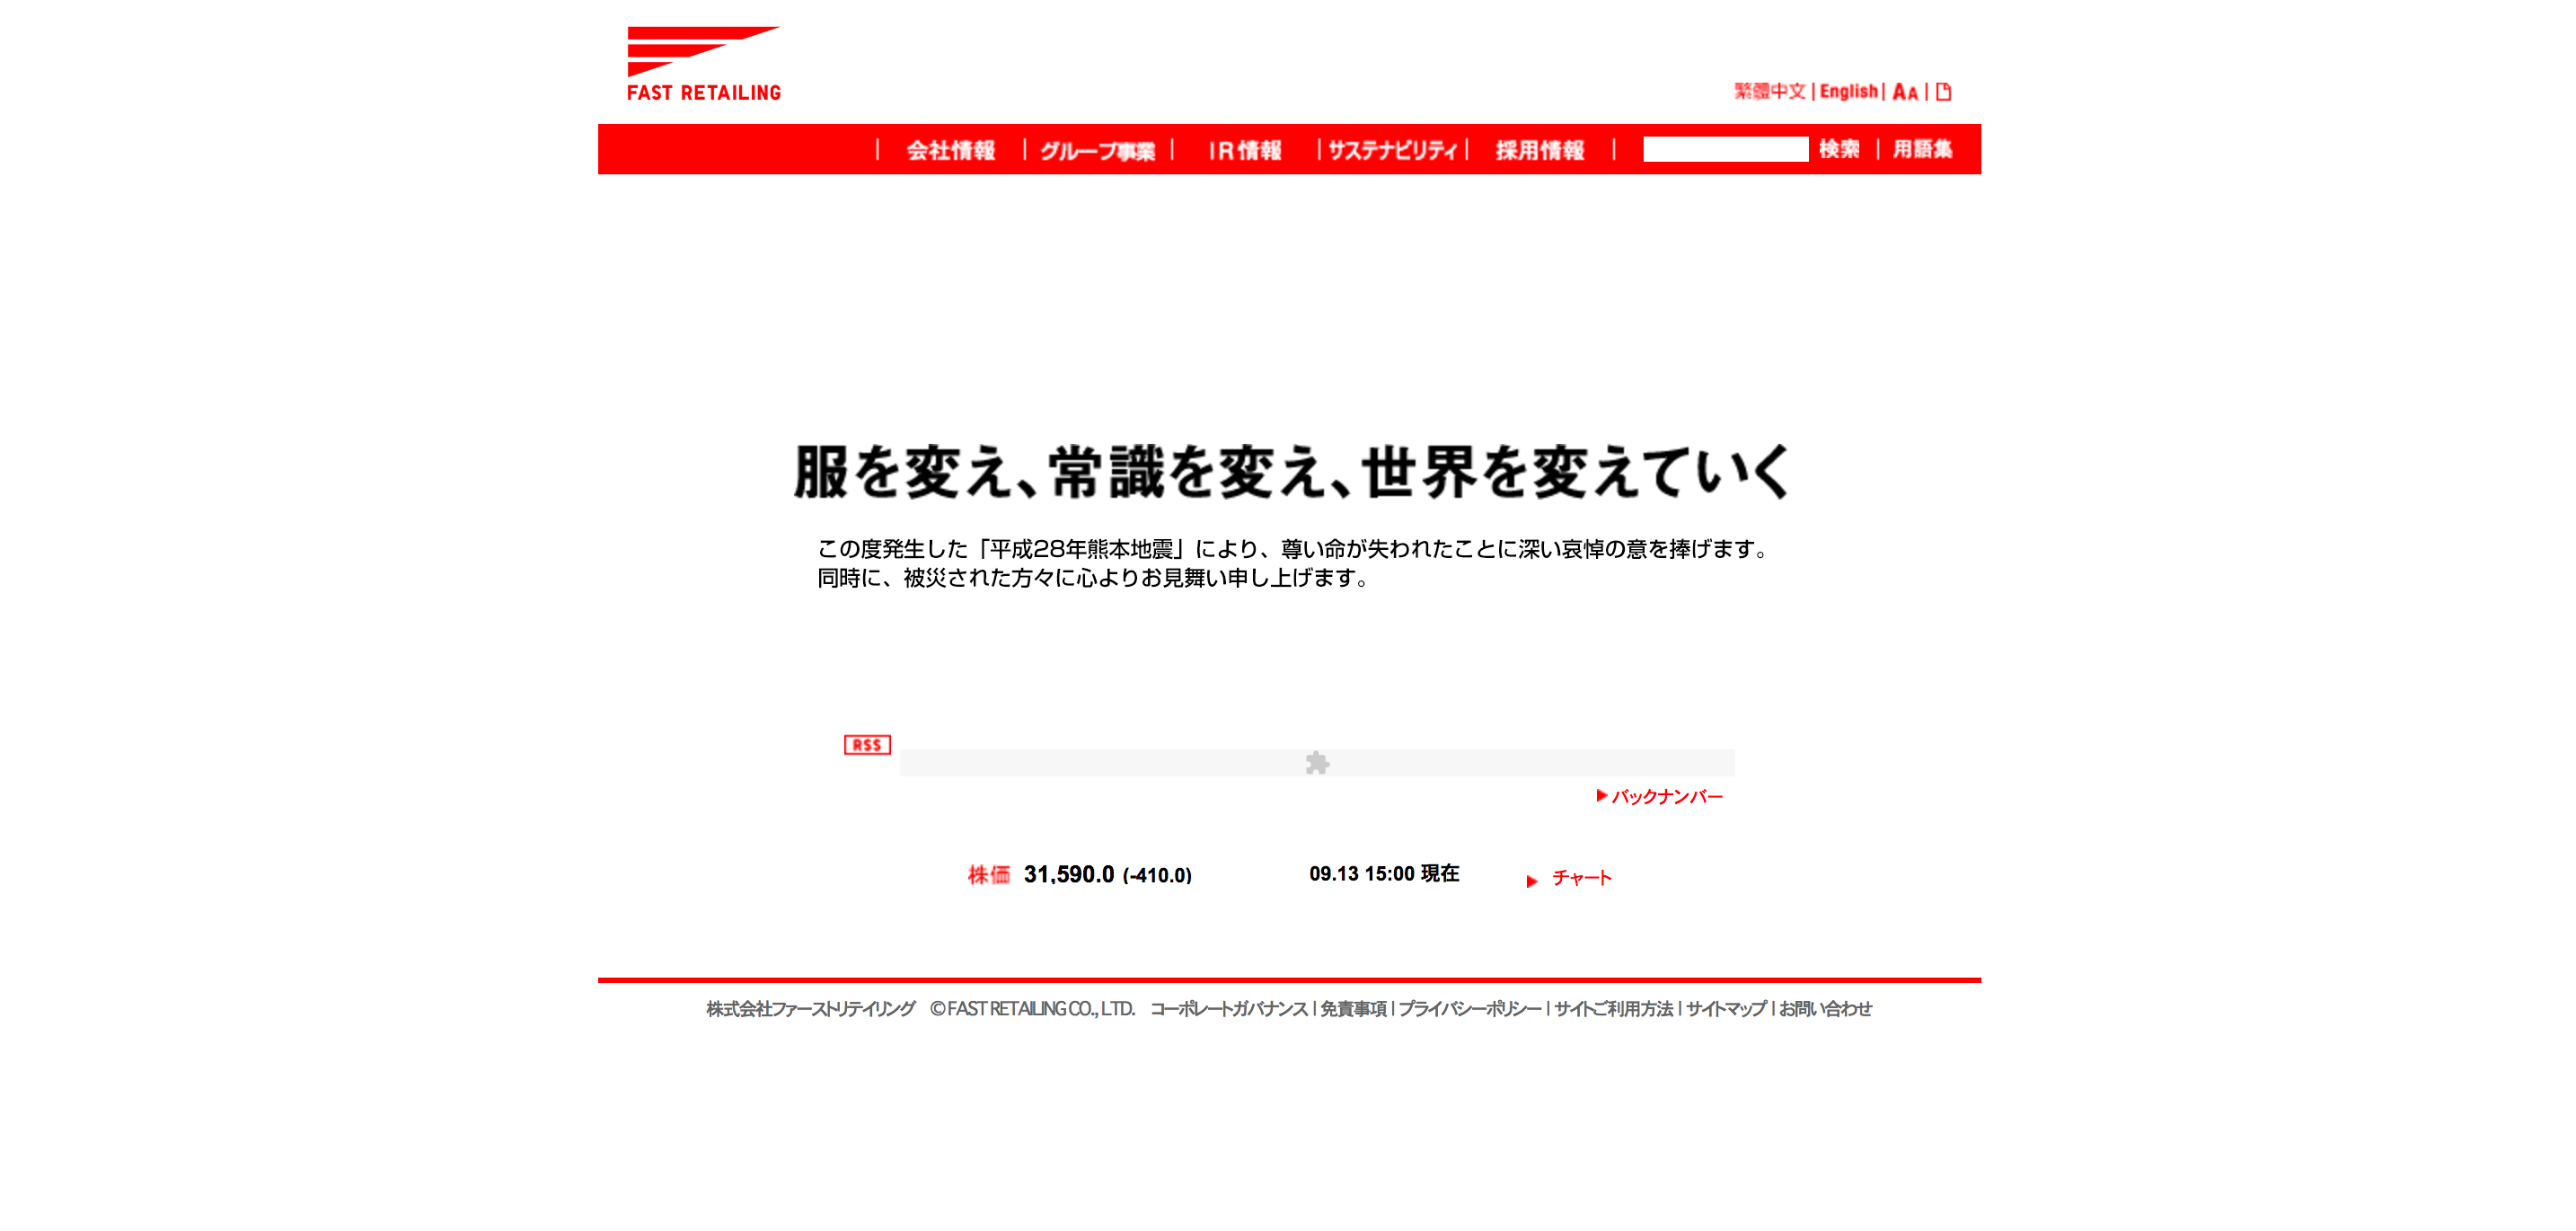 FAST RETAILING
繁體中文 | English | AA |
会社情報 | グループ事業 | IR情報 | サステナビリティ | 採用情報 | 検索 | 用語集
服を変え、常識を変え、世界を変えていく
この度発生した「平成28年熊本地震」により、尊い命が失われたことに深い哀悼の意を捧げます。
同時に、被災された方々に心よりお見舞い申し上げます。
RSS
バックナンバー
株価 31,590.0 (-410.0) 09.13 15:00 現在 チャート
株式会社ファーストリテイリング © FAST RETAILING CO., LTD. コーポレートガバナンス | 免責事項 | プライバシーポリシー | サイトご利用方法 | サイトマップ | お問い合わせ